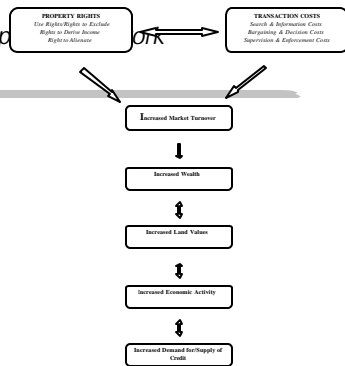 PROPERTY RIGHTS
Use Rights/Rights to Exclude
Rights to Derive Income
Right to Alienate
TRANSACTION COSTS
Search & Information Costs
Bargaining & Decision Costs
Supervision & Enforcement Costs
Increased Market Turnover
Increased Wealth
Increased Land Values
Increased Economic Activity
Increased Demand for/Supply of
Credit